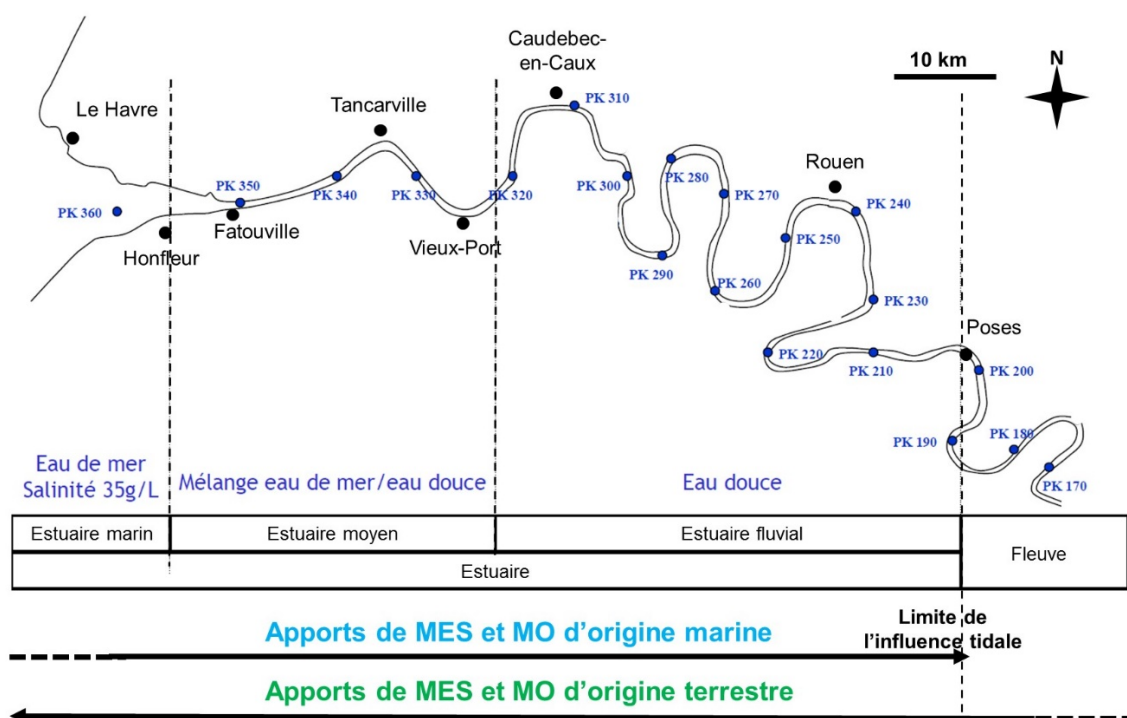 Caudebec-
en-Caux
10 km
N
PK 310
Le Havre
Tancarville
Rouen
PK 350
PK 340
PK 330
PK 320
PK 300
PK 280
PK 270
PK 240
PK 360
Fatouville
Vieux-Port
PK 250
Honfleur
PK 290
PK 260
PK 230
Poses
PK 220
PK 210
PK 200
PK 190
PK 180
PK 170
Eau de mer
Salinité 35g/L
Mélange eau de mer/eau douce
Eau douce
Estuaire marin
Estuaire moyen
Estuaire fluvial
Fleuve
Estuaire
Apports de MES et MO d'origine marine
Limite de
l'influence tidale
Apports de MES et MO d'origine terrestre